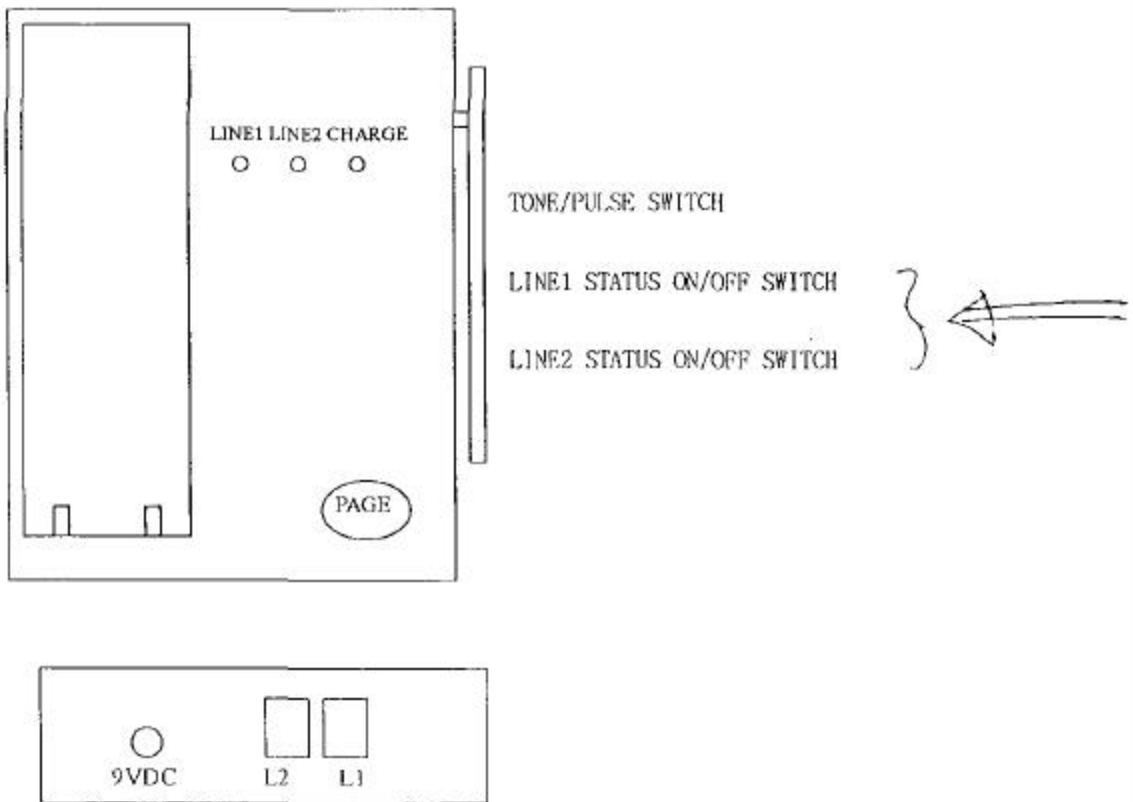 LINE1 LINE2 CHARGE
TONE/PULSE SWITCH
LINE1 STATUS ON/OFF SWITCH
LINE2 STATUS ON/OFF SWITCH
PAGE
9VDC L2 L1